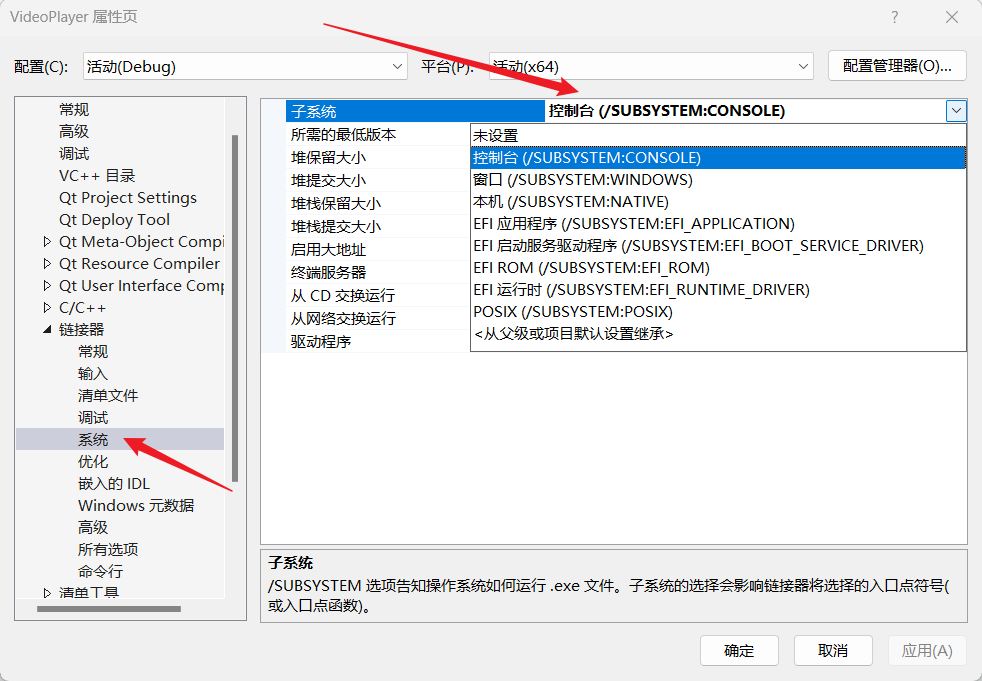 VideoPlayer 属性页
?
配置(C): 活动(Debug) 平台(P): 活动(x64) 配置管理器(O)...
常规
高级
调试
VC++ 目录
Qt Project Settings
Qt Deploy Tool
Qt Meta-Object Compi
Qt Resource Compiler
Qt User Interface Comp
C/C++
链接器
常规
输入
清单文件
调试
系统
优化
嵌入的 IDL
Windows 元数据
高级
所有选项
命令行
清单工具
子系统 控制台 (/SUBSYSTEM:CONSOLE)
所需的最低版本
堆保留大小
堆提交大小
堆栈保留大小
堆栈提交大小
启用大地址
终端服务器
从 CD 交换运行
从网络交换运行
驱动程序
未设置
控制台 (/SUBSYSTEM:CONSOLE)
窗口 (/SUBSYSTEM:WINDOWS)
本机 (/SUBSYSTEM:NATIVE)
EFI 应用程序 (/SUBSYSTEM:EFI_APPLICATION)
EFI 启动服务驱动程序 (/SUBSYSTEM:EFI_BOOT_SERVICE_DRIVER)
EFI ROM (/SUBSYSTEM:EFI_ROM)
EFI 运行时 (/SUBSYSTEM:EFI_RUNTIME_DRIVER)
POSIX (/SUBSYSTEM:POSIX)
<从父级或项目默认设置继承>
子系统
/SUBSYSTEM 选项告知操作系统如何运行 .exe 文件。子系统的选择会影响链接器将选择的入口点符号(
或入口点函数)。
确定 取消 应用(A)